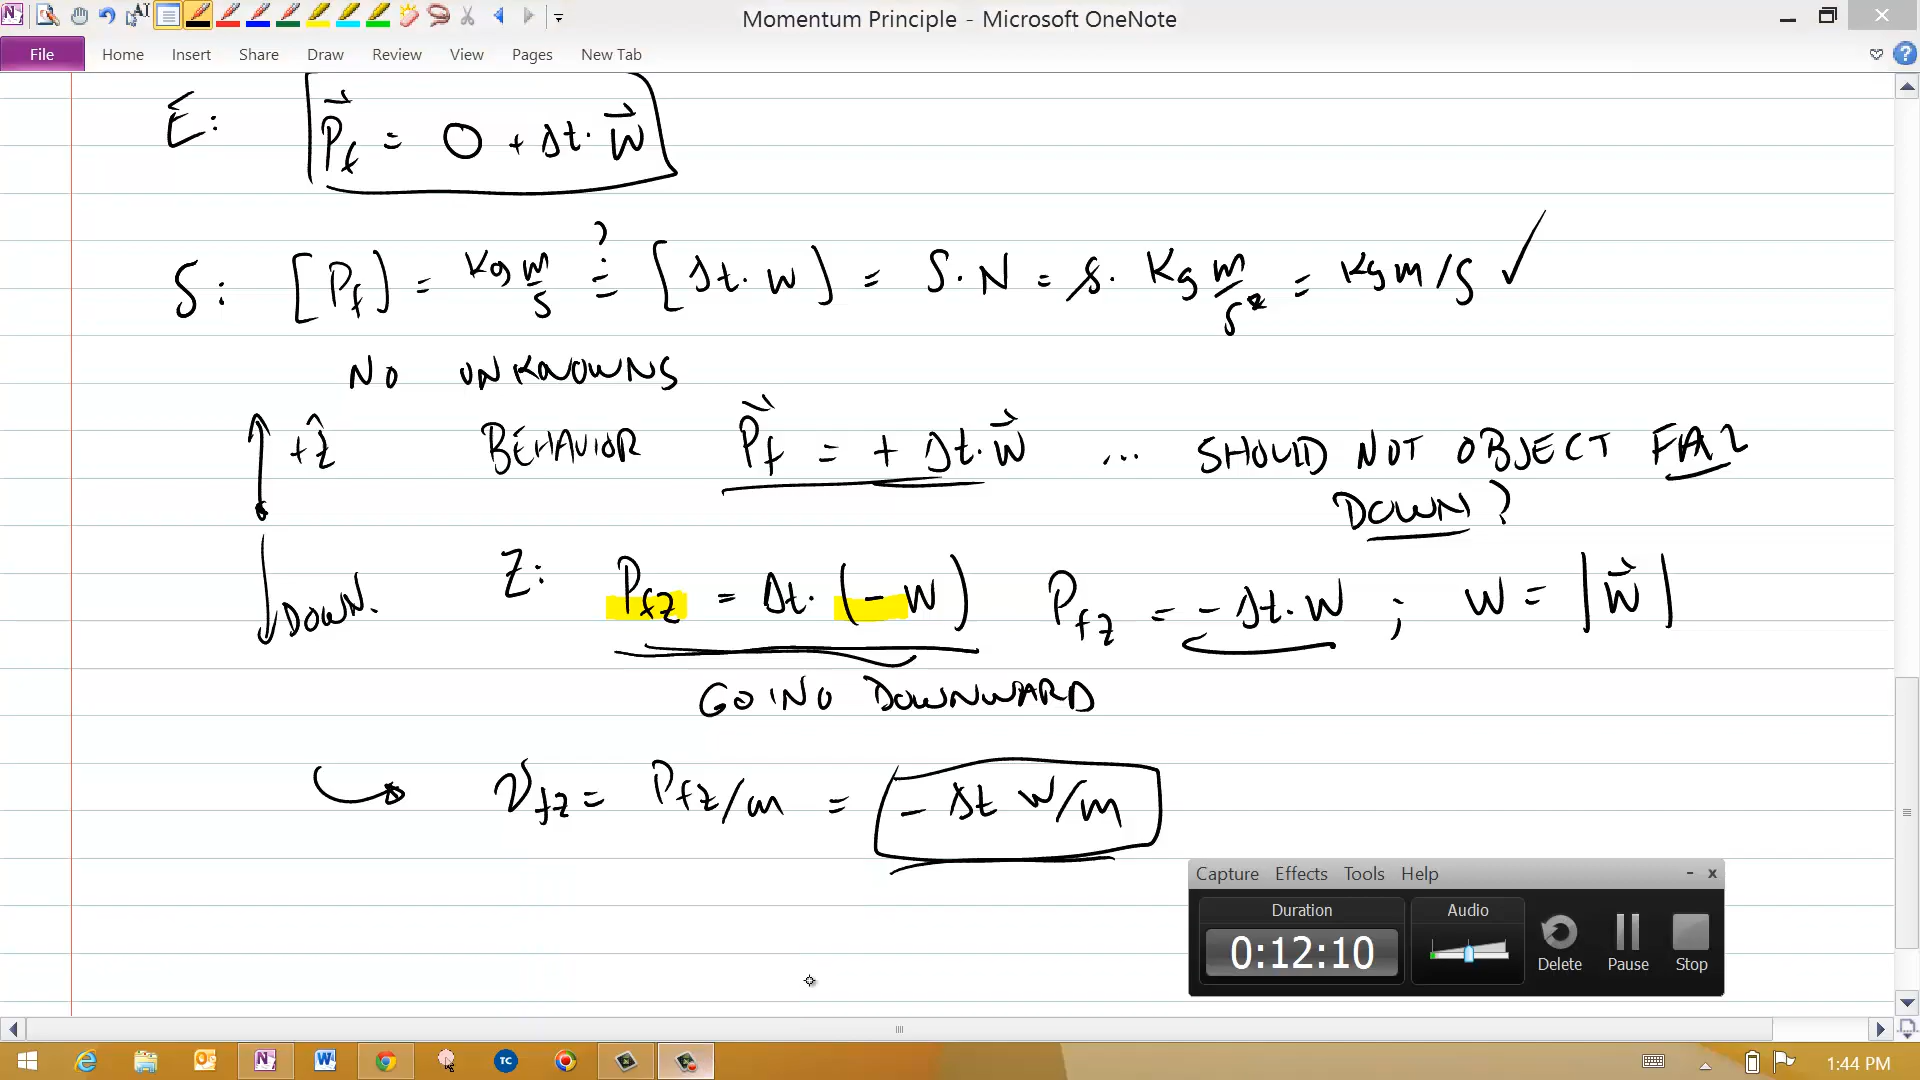 Momentum Principle - Microsoft OneNote
File Home Insert Share Draw Review View Pages New Tab
E: P⃗f = 0 + Δt · W⃗
S: [Pf] = Kg m/s ?= [Δt · W] = S · N = s · Kg m/s² = Kg m/s ✓
NO UNKNOWNS
+ẑ BEHAVIOR P⃗f = + Δt · W⃗ ... SHOULD NOT OBJECT FALL
DOWN?
DOWN. Z: Pfz = Δt · (-W) Pfz = - Δt · W ; W = |W⃗|
GOING DOWNWARD
vfz = Pfz/m = - Δt W/m
Capture Effects Tools Help
Duration Audio
0:12:10 Delete Pause Stop
TC 1:44 PM